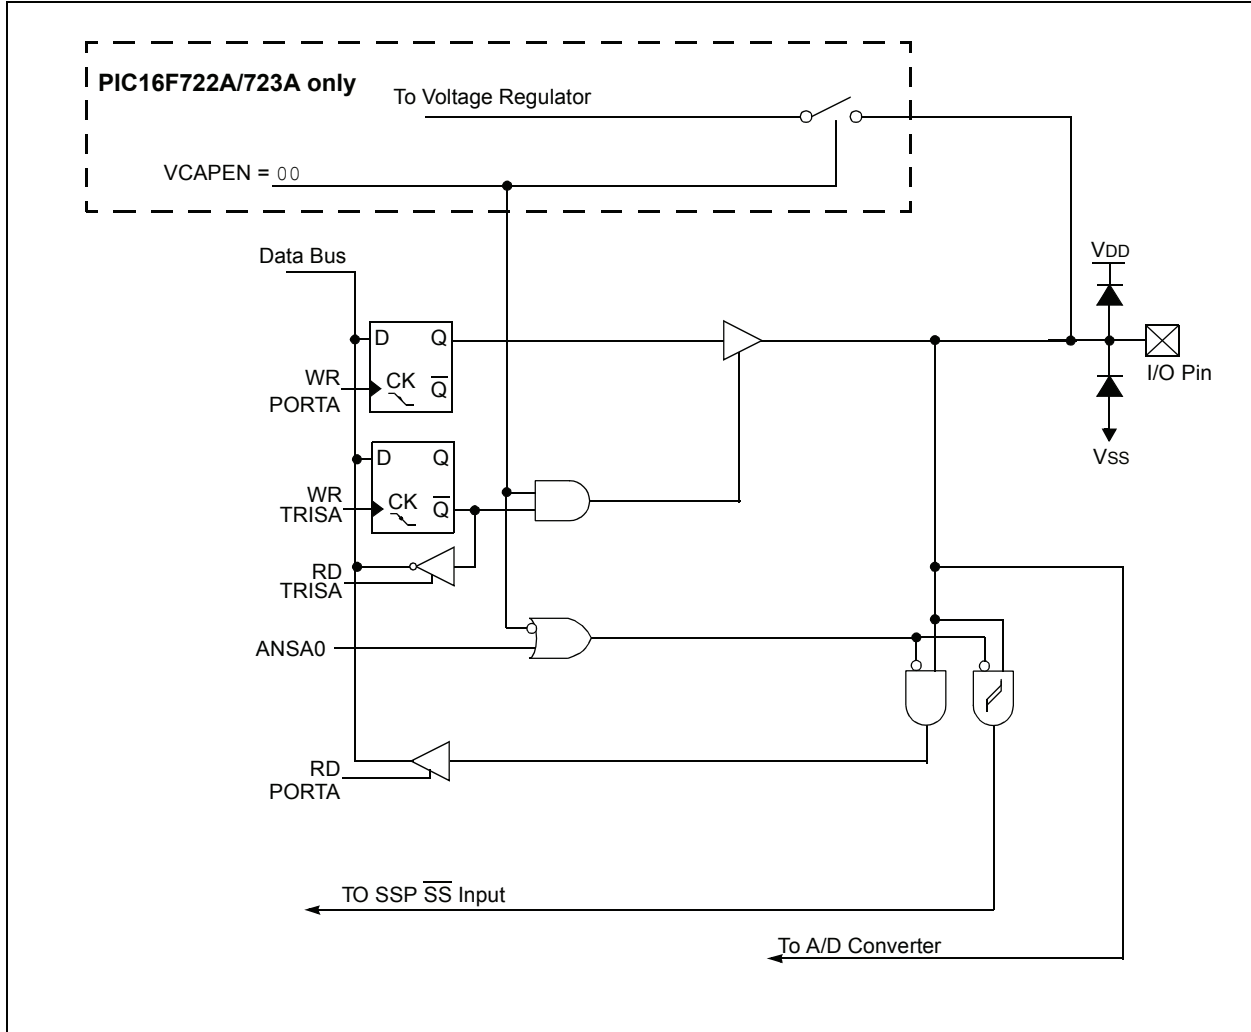 PIC16F722A/723A only
To Voltage Regulator
VCAPEN = 00
Data Bus
VDD
D Q
WR
PORTA
CK Q̅
I/O Pin
VSS
D Q
WR
TRISA
CK Q̅
RD
TRISA
ANSA0
RD
PORTA
TO SSP S̅S̅ Input
To A/D Converter